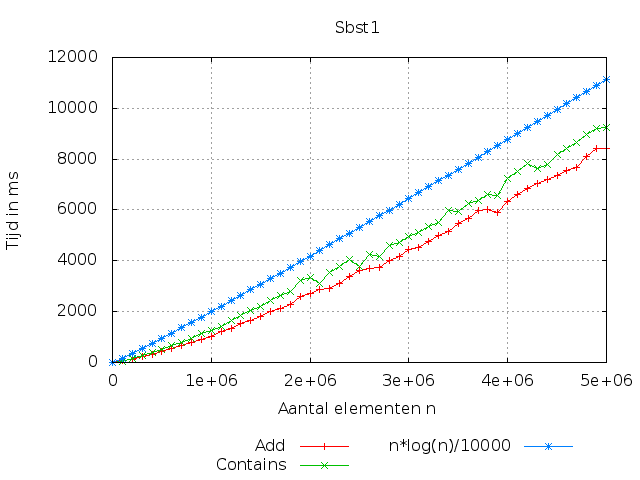 Sbst1
12000
10000
8000
6000
4000
2000
0
Tijd in ms
0 1e+06 2e+06 3e+06 4e+06 5e+06
Aantal elementen n
Add n*log(n)/10000
Contains